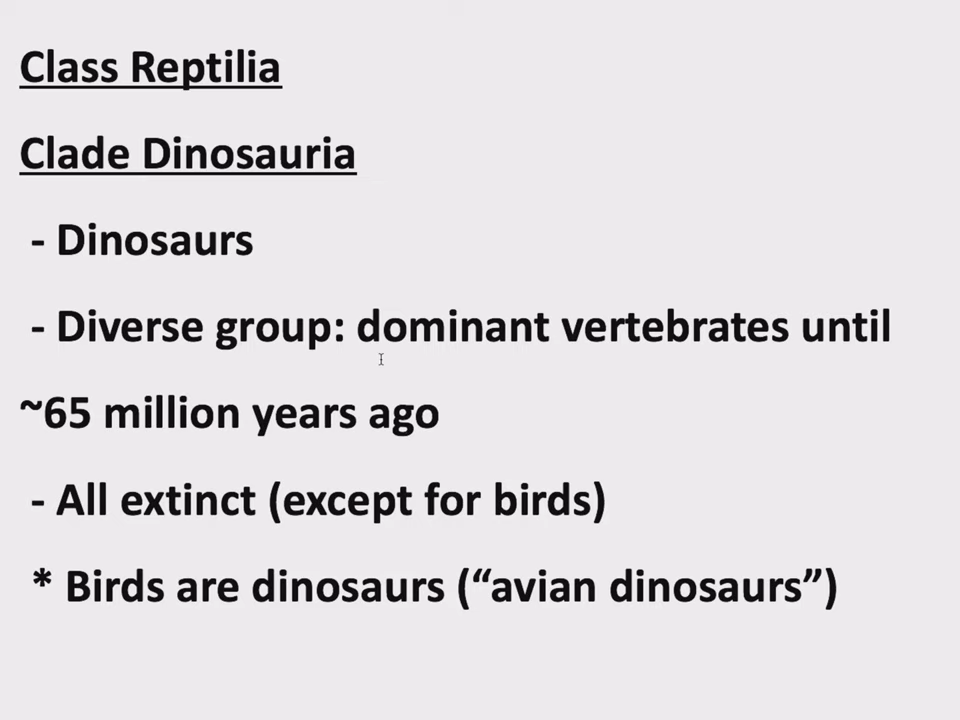 Class Reptilia
Clade Dinosauria
- Dinosaurs
- Diverse group: dominant vertebrates until
~65 million years ago
- All extinct (except for birds)
* Birds are dinosaurs (“avian dinosaurs”)